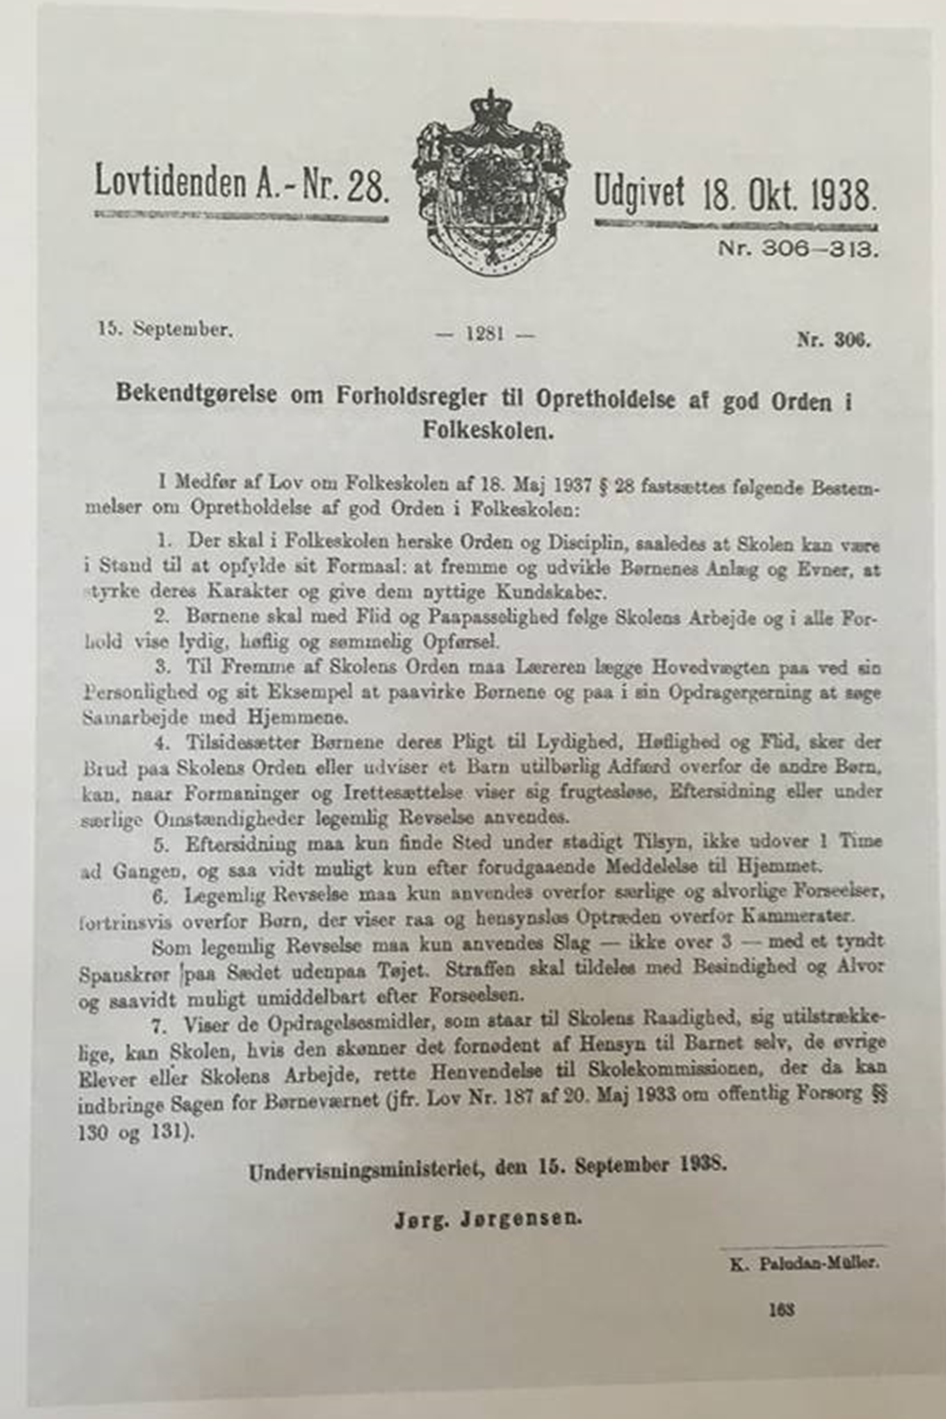 Lovtidenden A.- Nr. 28.
Udgivet 18. Okt. 1938.
Nr. 306–313.
15. September.
— 1281 —
Nr. 306.
Bekendtgørelse om Forholdsregler til Opretholdelse af god Orden i
Folkeskolen.
I Medfør af Lov om Folkeskolen af 18. Maj 1937 § 28 fastsættes følgende Bestem-
melser om Opretholdelse af god Orden i Folkeskolen:
1. Der skal i Folkeskolen herske Orden og Disciplin, saaledes at Skolen kan være
i Stand til at opfylde sit Formaal: at fremme og udvikle Børnenes Anlæg og Evner, at
styrke deres Karakter og give dem nyttige Kundskaber.
2. Børnene skal med Flid og Paapasselighed følge Skolens Arbejde og i alle For-
hold vise lydig, høflig og sømmelig Opførsel.
3. Til Fremme af Skolens Orden maa Læreren lægge Hovedvægten paa ved sin
Personlighed og sit Eksempel at paavirke Børnene og paa i sin Opdragergerning at søge
Samarbejde med Hjemmene.
4. Tilsidesætter Børnene deres Pligt til Lydighed, Høflighed og Flid, sker der
Brud paa Skolens Orden eller udviser et Barn utilbørlig Adfærd overfor de andre Børn,
kan, naar Formaninger og Irettesættelse viser sig frugtesløse, Eftersidning eller under
særlige Omstændigheder legemlig Revselse anvendes.
5. Eftersidning maa kun finde Sted under stadigt Tilsyn, ikke udover 1 Time
ad Gangen, og saa vidt muligt kun efter forudgaaende Meddelelse til Hjemmet.
6. Legemlig Revselse maa kun anvendes overfor særlige og alvorlige Forseelser,
fortrinsvis overfor Børn, der viser raa og hensynsløs Optræden overfor Kammerater.
Som legemlig Revselse maa kun anvendes Slag — ikke over 3 — med et tyndt
Spanskrør paa Sædet udenpaa Tøjet. Straffen skal tildeles med Besindighed og Alvor
og saavidt muligt umiddelbart efter Forseelsen.
7. Viser de Opdragelsesmidler, som staar til Skolens Raadighed, sig utilstrække-
lige, kan Skolen, hvis den skønner det fornødent af Hensyn til Barnet selv, de øvrige
Elever eller Skolens Arbejde, rette Henvendelse til Skolekommissionen, der da kan
indbringe Sagen for Børneværnet (jfr. Lov Nr. 187 af 20. Maj 1933 om offentlig Forsorg §§
130 og 131).
Undervisningsministeriet, den 15. September 1938.
Jørg. Jørgensen.
K. Paludan-Müller.
163